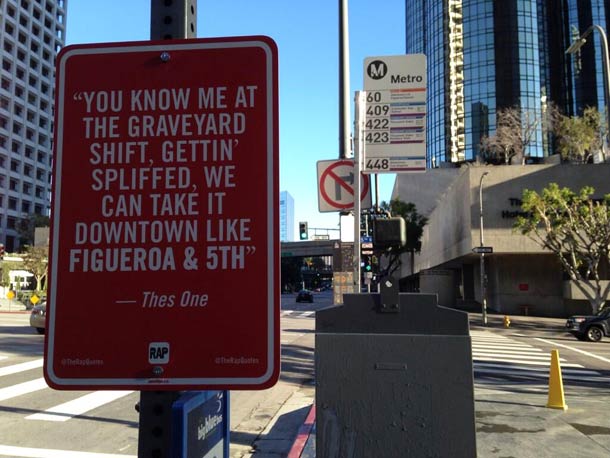 “YOU KNOW ME AT
THE GRAVEYARD
SHIFT, GETTIN’
SPLIFFED, WE
CAN TAKE IT
DOWNTOWN LIKE
FIGUEROA & 5TH”
— Thes One
@TheRapQuotes
RAP
@TheRapQuotes
M Metro
60
409
422
423
448